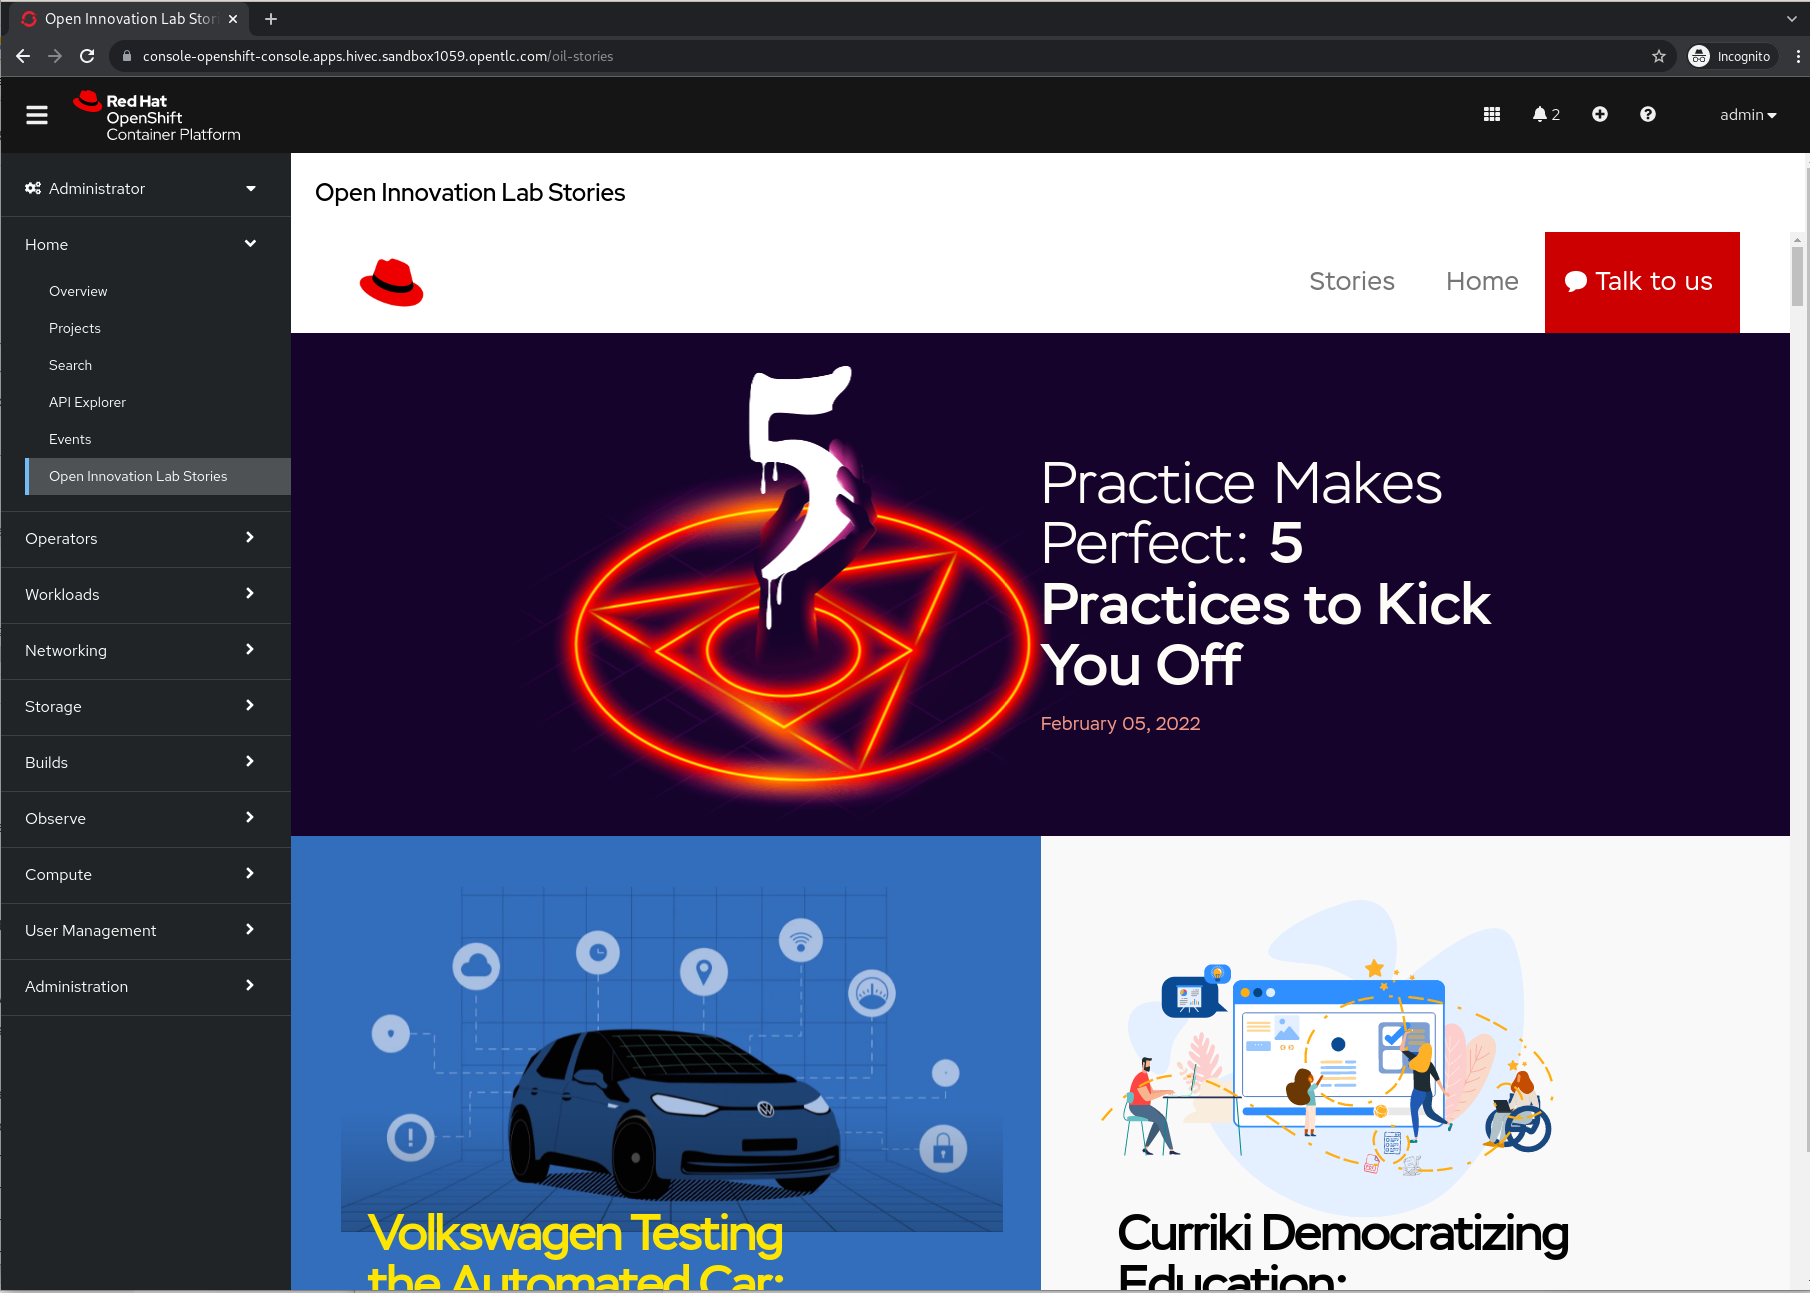 Open Innovation Lab Stor
console-openshift-console.apps.hivec.sandbox1059.opentlc.com/oil-stories
Incognito
Red Hat
OpenShift
Container Platform
2
admin
Administrator
Home
Overview
Projects
Search
API Explorer
Events
Open Innovation Lab Stories
Operators
Workloads
Networking
Storage
Builds
Observe
Compute
User Management
Administration
Open Innovation Lab Stories
Stories
Home
Talk to us
5
Practice Makes
Perfect: 5
Practices to Kick
You Off
February 05, 2022
Volkswagen Testing
the Automated Car:
Curriki Democratizing
Education: